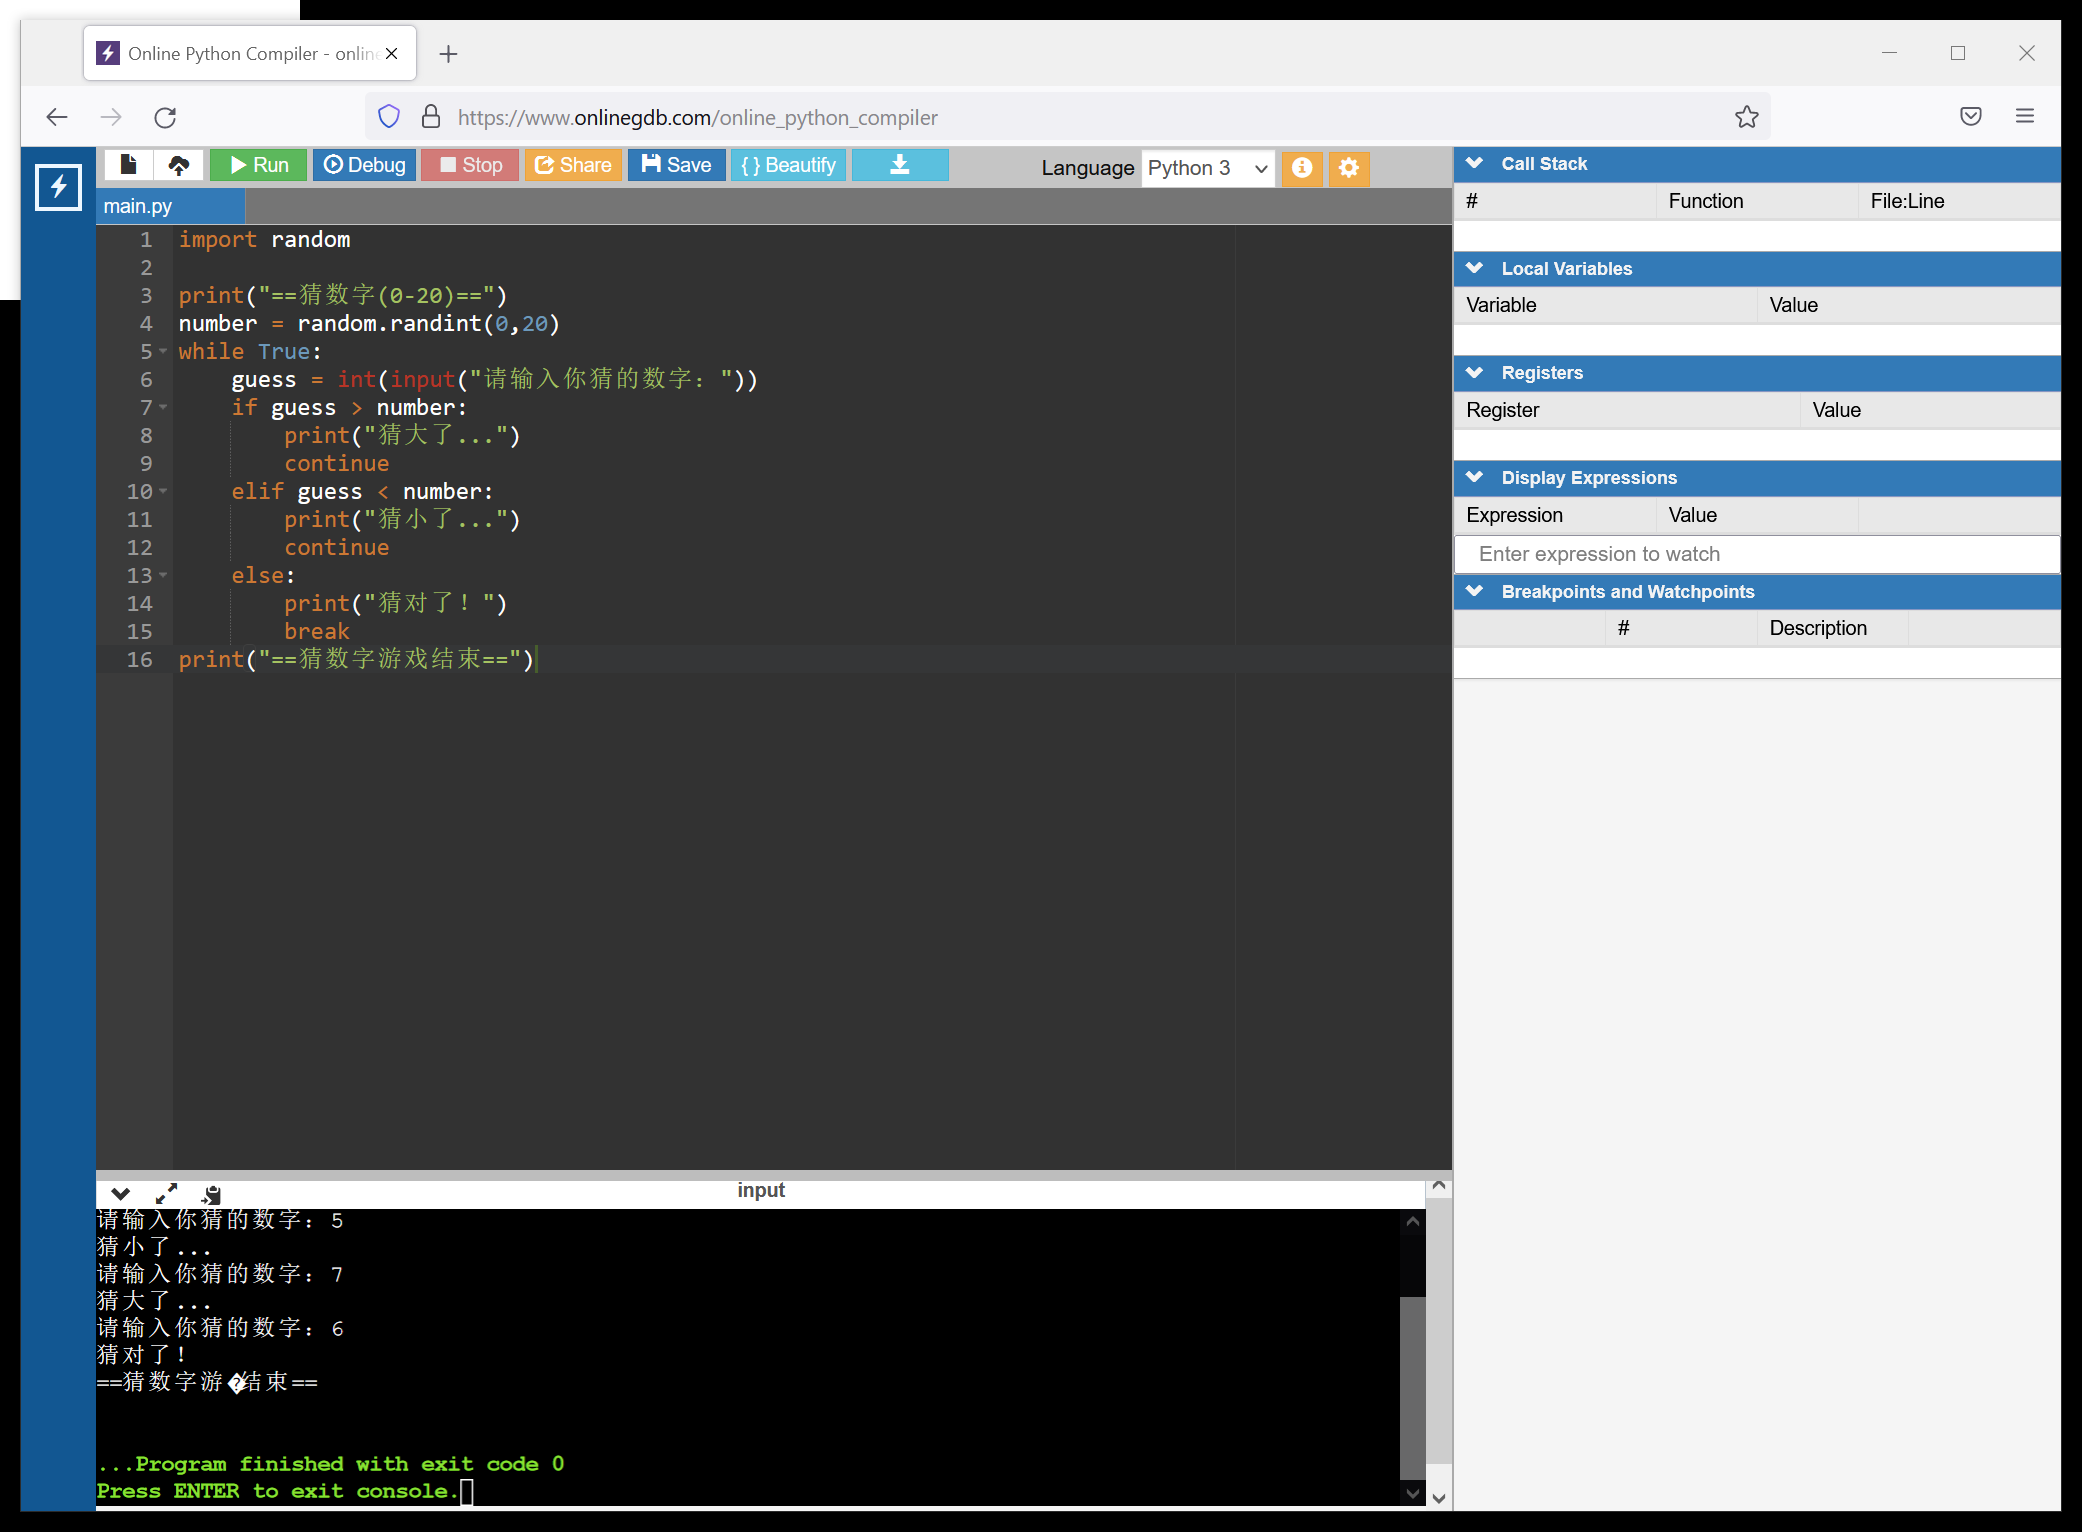 Online Python Compiler - online
https://www.onlinegdb.com/online_python_compiler
Run Debug Stop Share Save { } Beautify Language Python 3
main.py
1 import random
2
3 print("==猜数字(0-20)==")
4 number = random.randint(0,20)
5 while True:
6 guess = int(input("请输入你猜的数字："))
7 if guess > number:
8 print("猜大了...")
9 continue
10 elif guess < number:
11 print("猜小了...")
12 continue
13 else:
14 print("猜对了！")
15 break
16 print("==猜数字游戏结束==")
input
请输入你猜的数字：5
猜小了...
请输入你猜的数字：7
猜大了...
请输入你猜的数字：6
猜对了！
==猜数字游�结束==
...Program finished with exit code 0
Press ENTER to exit console.
Call Stack
# Function File:Line
Local Variables
Variable Value
Registers
Register Value
Display Expressions
Expression Value
Enter expression to watch
Breakpoints and Watchpoints
# Description